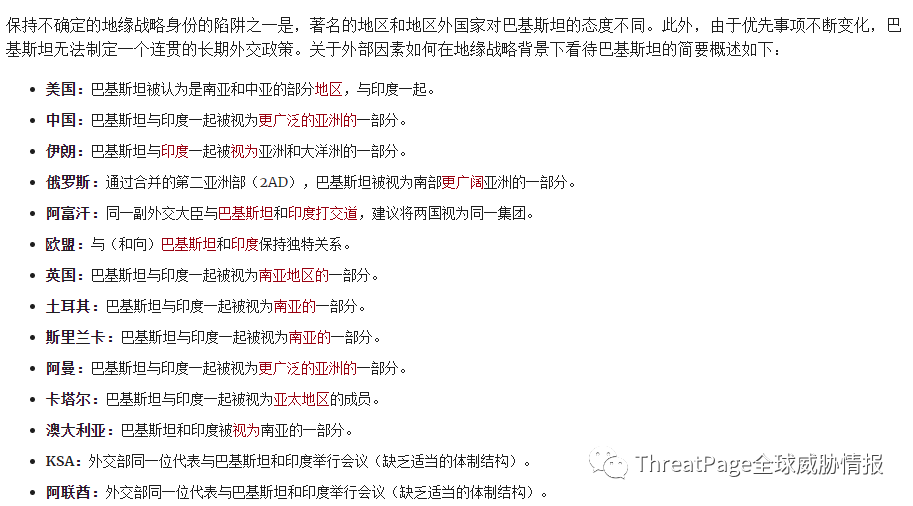 保持不确定的地缘战略身份的陷阱之一是，著名的地区和地区外国家对巴基斯坦的态度不同。此外，由于优先事项不断变化，巴
基斯坦无法制定一个连贯的长期外交政策。关于外部因素如何在地缘战略背景下看待巴基斯坦的简要概述如下：
• 美国：巴基斯坦被认为是南亚和中亚的部分地区，与印度一起。
• 中国：巴基斯坦与印度一起被视为更广泛的亚洲的一部分。
• 伊朗：巴基斯坦与印度一起被视为亚洲和大洋洲的一部分。
• 俄罗斯：通过合并的第二亚洲部（2AD），巴基斯坦被视为南部更广阔亚洲的一部分。
• 阿富汗：同一副外交大臣与巴基斯坦和印度打交道，建议将两国视为同一集团。
• 欧盟：与（和向）巴基斯坦和印度保持独特关系。
• 英国：巴基斯坦与印度一起被视为南亚地区的一部分。
• 土耳其：巴基斯坦与印度一起被视为南亚的一部分。
• 斯里兰卡：巴基斯坦与印度一起被视为南亚的一部分。
• 阿曼：巴基斯坦与印度一起被视为更广泛的亚洲的一部分。
• 卡塔尔：巴基斯坦与印度一起被视为亚太地区的成员。
• 澳大利亚：巴基斯坦和印度被视为南亚的一部分。
• KSA：外交部同一位代表与巴基斯坦和印度举行会议（缺乏适当的体制结构）。
ThreatPage全球威胁情报
• 阿联酋：外交部同一位代表与巴基斯坦和印度举行会议（缺乏适当的体制结构）。